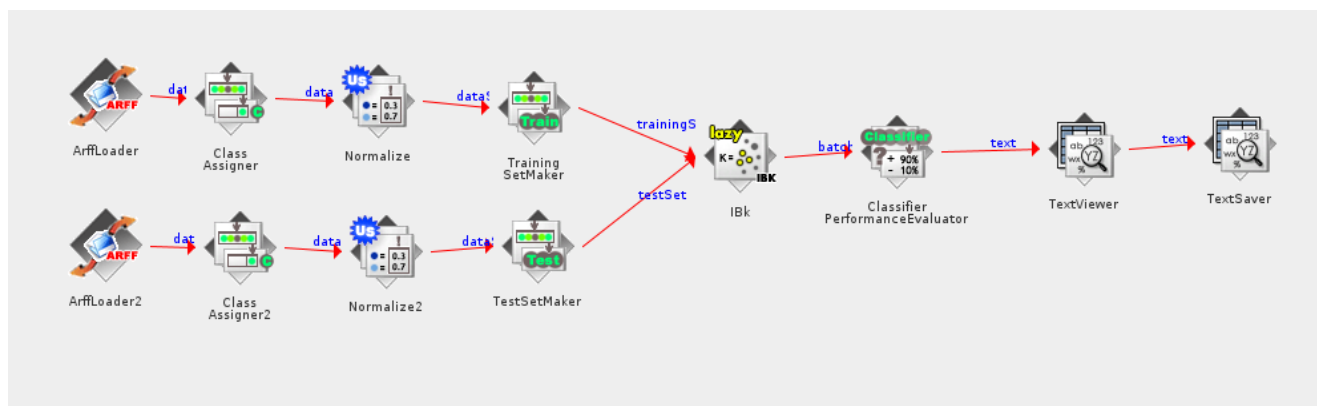 ARFF
dat
ArffLoader
C
data
Class
Assigner
Us
!
= 0.3
= 0.7
dataS
Normalize
Train
Training
SetMaker
trainingS
ARFF
dat
ArffLoader2
C
data
Class
Assigner2
Us
!
= 0.3
= 0.7
dataS
Normalize2
Test
TestSetMaker
testSet
lazy
K=
IBK
IBk
batch
Classifier
?
+ 90%
- 10%
Classifier
PerformanceEvaluator
text
ab
123
wx
YZ
%
TextViewer
text
ab
123
wx
YZ
%
TextSaver